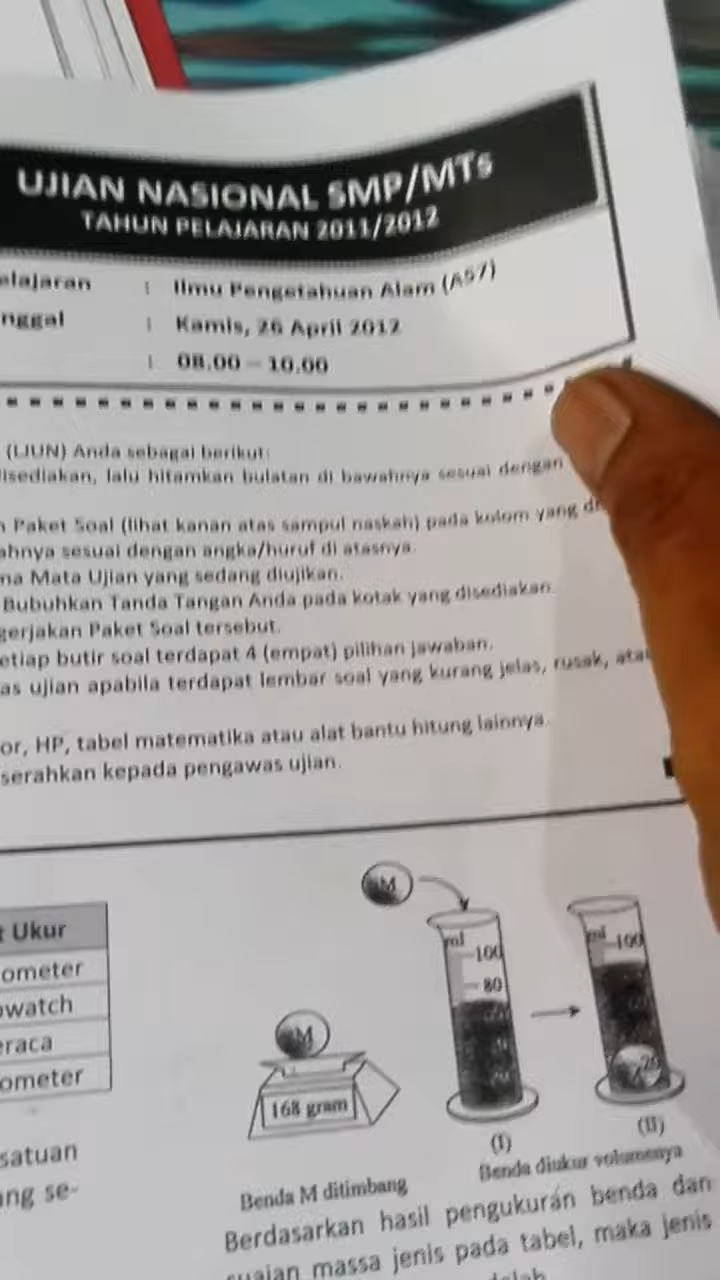 UJIAN NASIONAL SMP/MTs
TAHUN PELAJARAN 2011/2012
elajaran : Ilmu Pengetahuan Alam (A57)
nggal : Kamis, 26 April 2012
: 08.00 – 10.00
(LJUN) Anda sebagai berikut:
disediakan, lalu hitamkan bulatan di bawahnya sesuai dengan
n Paket Soal (lihat kanan atas sampul naskah) pada kolom yang di
ahnya sesuai dengan angka/huruf di atasnya.
ma Mata Ujian yang sedang diujikan.
Bubuhkan Tanda Tangan Anda pada kotak yang disediakan.
gerjakan Paket Soal tersebut.
etiap butir soal terdapat 4 (empat) pilihan jawaban.
as ujian apabila terdapat lembar soal yang kurang jelas, rusak, atau
or, HP, tabel matematika atau alat bantu hitung lainnya.
serahkan kepada pengawas ujian.
t Ukur
ometer
owatch
eraca
ometer
satuan
ang se-
M
ml
100
80
ml
100
M
168 gram
(I)
(II)
Benda M ditimbang
Benda diukur volumenya
Berdasarkan hasil pengukuran benda dan
suaian massa jenis pada tabel, maka jenis